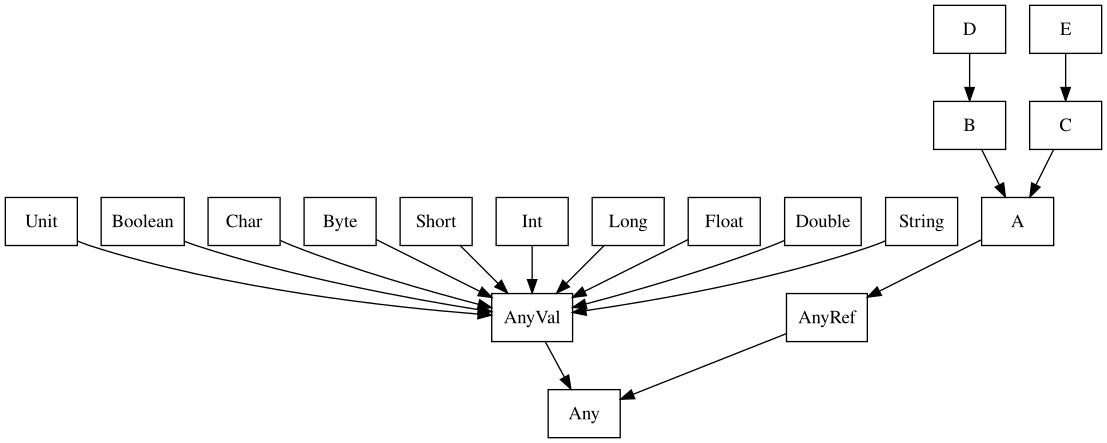 D
E
B
C
Unit
Boolean
Char
Byte
Short
Int
Long
Float
Double
String
A
AnyVal
AnyRef
Any